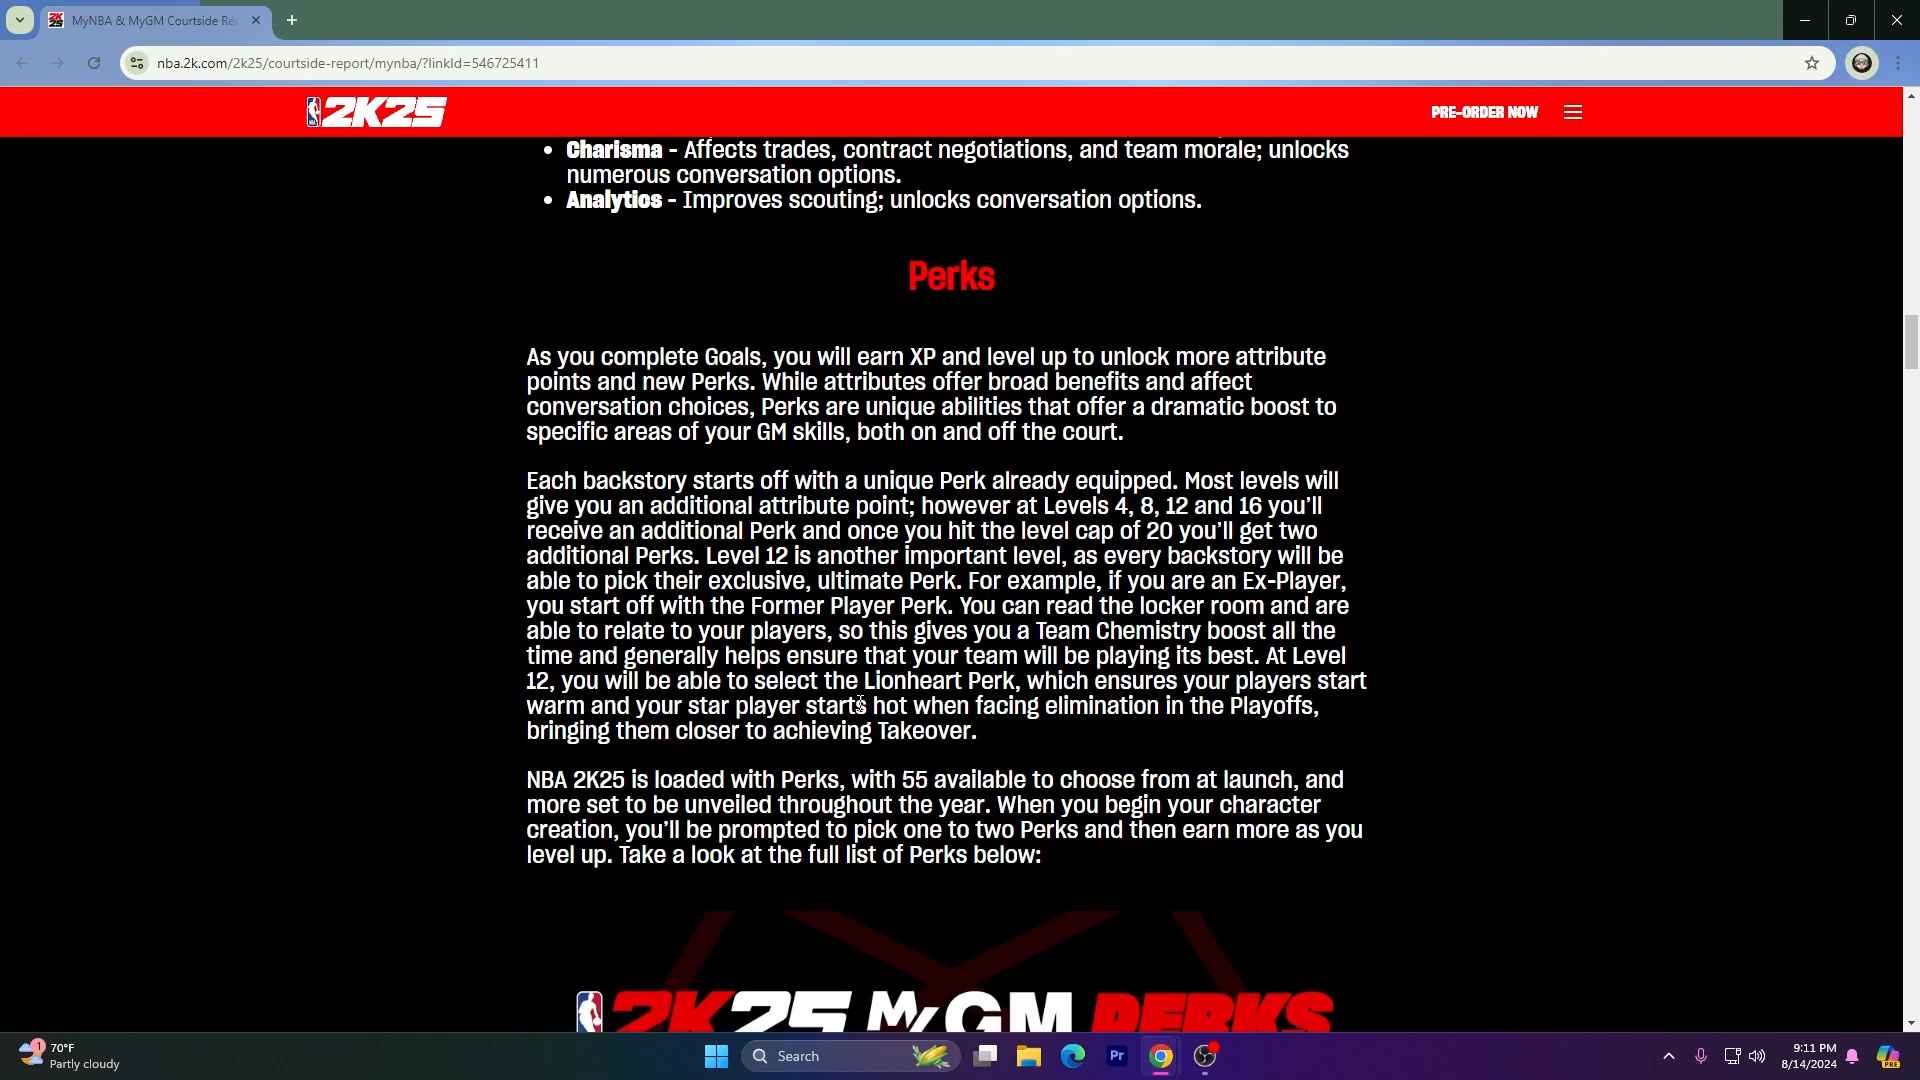 MyNBA & MyGM Courtside Re
nba.2k.com/2k25/courtside-report/mynba/?linkId=546725411
2K25
PRE-ORDER NOW
• Charisma - Affects trades, contract negotiations, and team morale; unlocks
numerous conversation options.
• Analytics - Improves scouting; unlocks conversation options.
Perks
As you complete Goals, you will earn XP and level up to unlock more attribute
points and new Perks. While attributes offer broad benefits and affect
conversation choices, Perks are unique abilities that offer a dramatic boost to
specific areas of your GM skills, both on and off the court.
Each backstory starts off with a unique Perk already equipped. Most levels will
give you an additional attribute point; however at Levels 4, 8, 12 and 16 you’ll
receive an additional Perk and once you hit the level cap of 20 you’ll get two
additional Perks. Level 12 is another important level, as every backstory will be
able to pick their exclusive, ultimate Perk. For example, if you are an Ex-Player,
you start off with the Former Player Perk. You can read the locker room and are
able to relate to your players, so this gives you a Team Chemistry boost all the
time and generally helps ensure that your team will be playing its best. At Level
12, you will be able to select the Lionheart Perk, which ensures your players start
warm and your star player starts hot when facing elimination in the Playoffs,
bringing them closer to achieving Takeover.
NBA 2K25 is loaded with Perks, with 55 available to choose from at launch, and
more set to be unveiled throughout the year. When you begin your character
creation, you’ll be prompted to pick one to two Perks and then earn more as you
level up. Take a look at the full list of Perks below:
2K25 MyGM PERKS
1
70°F
Partly cloudy
Search
Pr
9:11 PM
8/14/2024
PRE